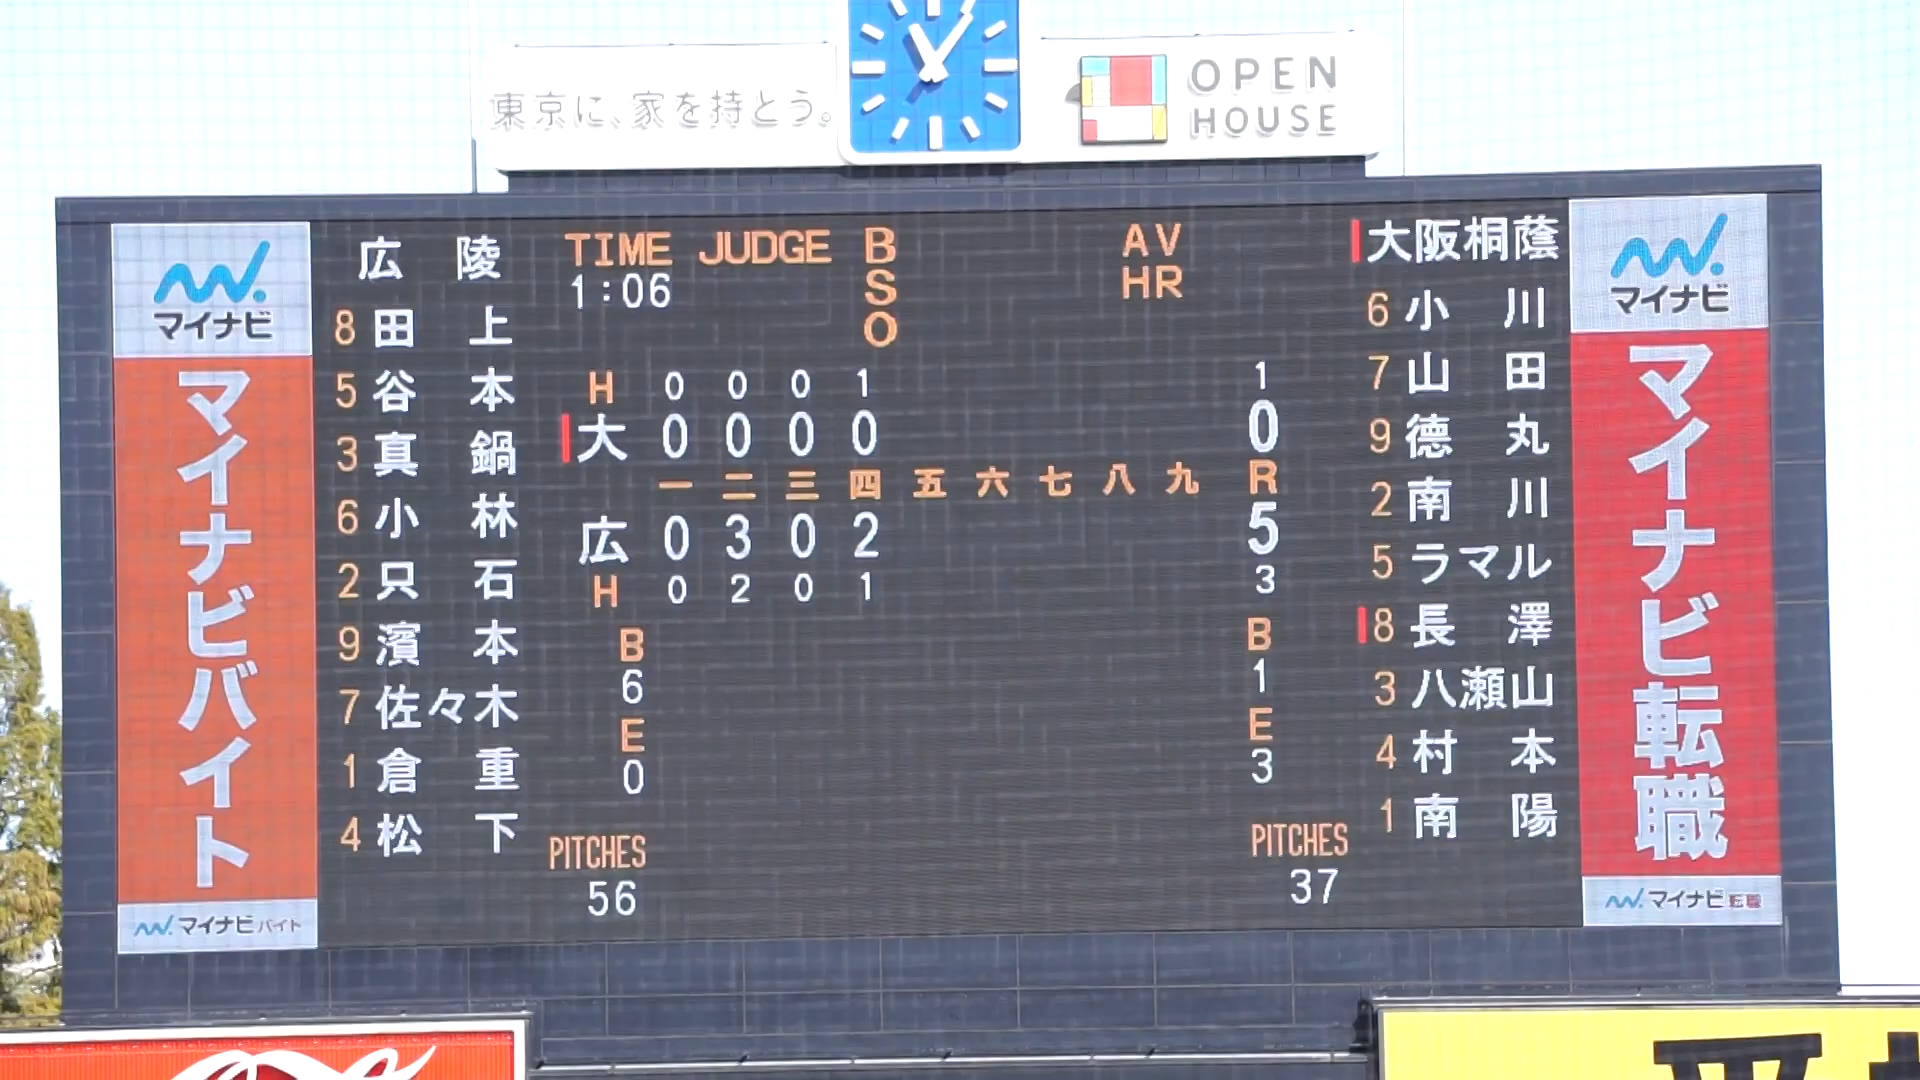 東京に、家を持とう。
OPEN
HOUSE
マイナビ
マイナビバイト
マイナビバイト
広陵
8 田上
5 谷本
3 真鍋
6 小林
2 只石
9 濱本
7 佐々木
1 倉重
4 松下
TIME JUDGE B
1:06 S
O
AV
HR
H 0 0 0 1 1
大 0 0 0 0 0
一 二 三 四 五 六 七 八 九 R
広 0 3 0 2 5
H 0 2 0 1 3
B
6
E
0
PITCHES
56
B
1
E
3
PITCHES
37
大阪桐蔭
6 小川
7 山田
9 徳丸
2 南川
5 ラマル
8 長澤
3 八瀬山
4 村本
1 南陽
マイナビ
マイナビ転職
マイナビ転職